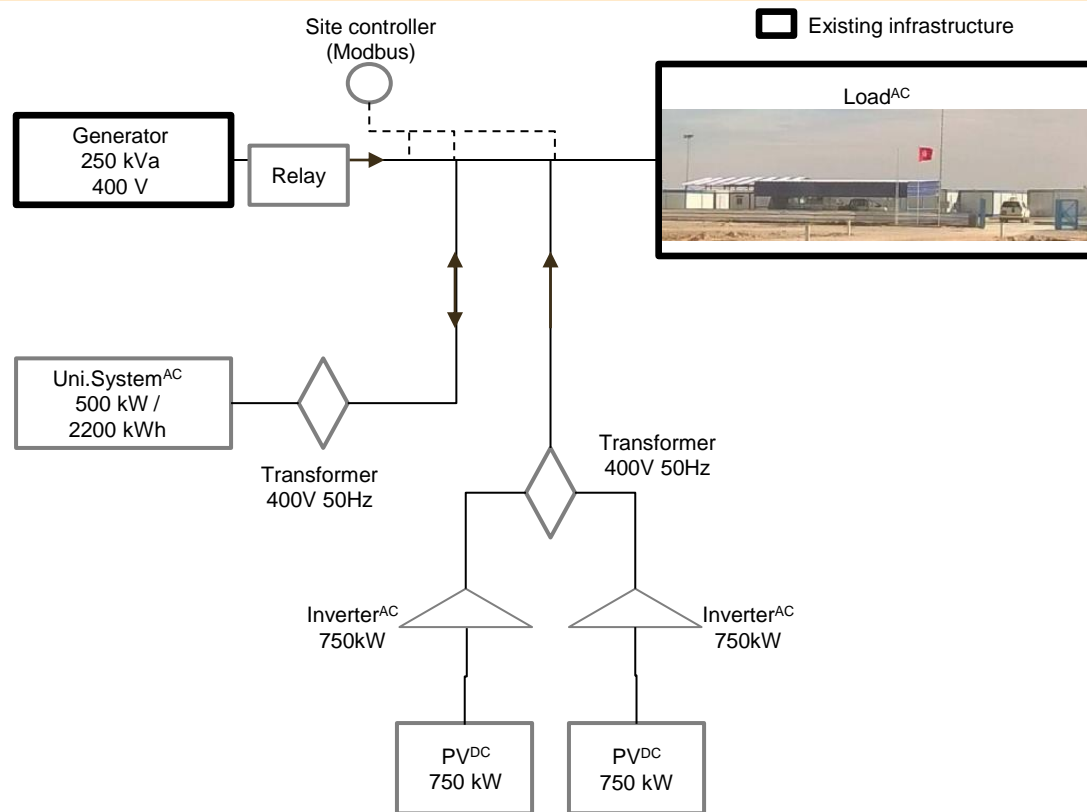 Site controller
(Modbus)
Existing infrastructure
Generator
250 kVa
400 V
Relay
Load^AC
Uni.System^AC
500 kW /
2200 kWh
Transformer
400V 50Hz
Transformer
400V 50Hz
Inverter^AC
750kW
Inverter^AC
750kW
PV^DC
750 kW
PV^DC
750 kW